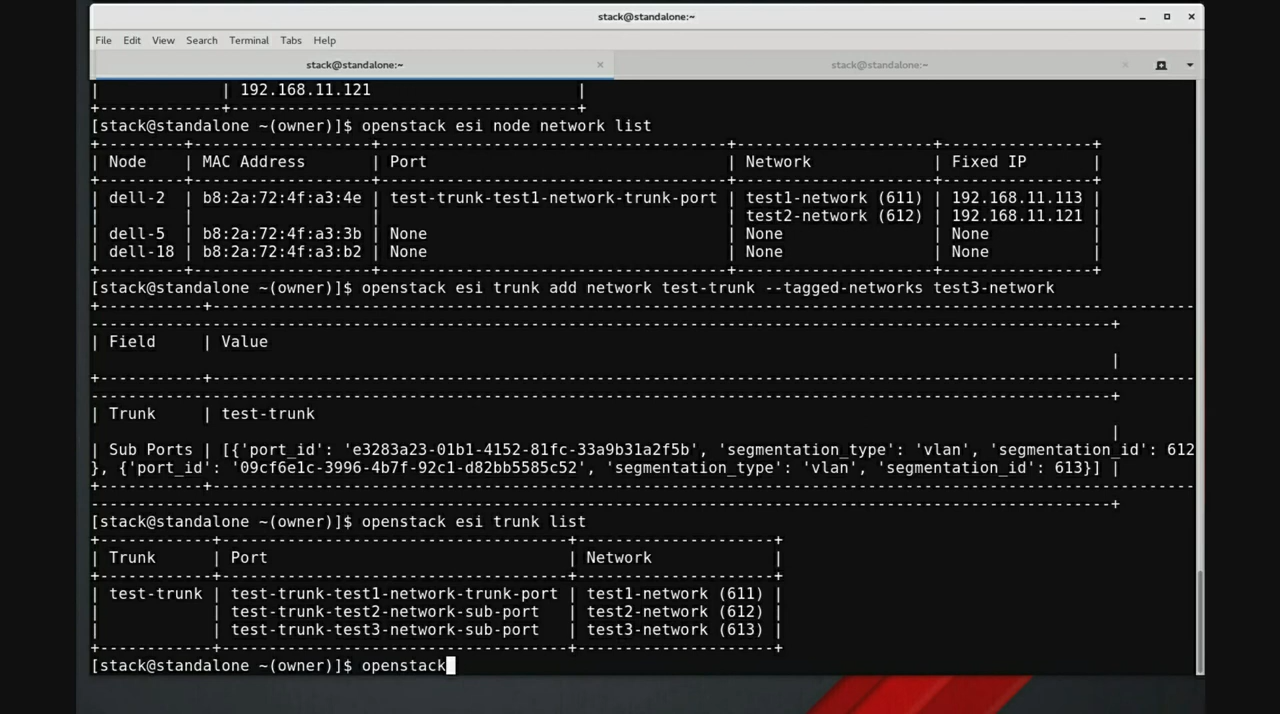 stack@standalone:~
File Edit View Search Terminal Tabs Help
stack@standalone:~ × stack@standalone:~ ×
| | 192.168.11.121 |
+-----------+---------------------------------------+
[stack@standalone ~(owner)]$ openstack esi node network list
+---------+-------------------+-------------------------------------+---------------------+----------------+
| Node | MAC Address | Port | Network | Fixed IP |
+---------+-------------------+-------------------------------------+---------------------+----------------+
| dell-2 | b8:2a:72:4f:a3:4e | test-trunk-test1-network-trunk-port | test1-network (611) | 192.168.11.113 |
| | | | test2-network (612) | 192.168.11.121 |
| dell-5 | b8:2a:72:4f:a3:3b | None | None | None |
| dell-18 | b8:2a:72:4f:a3:b2 | None | None | None |
+---------+-------------------+-------------------------------------+---------------------+----------------+
[stack@standalone ~(owner)]$ openstack esi trunk add network test-trunk --tagged-networks test3-network
+-----------+---------------------------------------------------------------------------------------------------------
-------------------------------------------------------------------------------------------------------------+
| Field | Value
|
+-----------+---------------------------------------------------------------------------------------------------------
-------------------------------------------------------------------------------------------------------------+
| Trunk | test-trunk
|
| Sub Ports | [{'port_id': 'e3283a23-01b1-4152-81fc-33a9b31a2f5b', 'segmentation_type': 'vlan', 'segmentation_id': 612
}, {'port_id': '09cf6e1c-3996-4b7f-92c1-d82bb5585c52', 'segmentation_type': 'vlan', 'segmentation_id': 613}] |
+-----------+---------------------------------------------------------------------------------------------------------
-------------------------------------------------------------------------------------------------------------+
[stack@standalone ~(owner)]$ openstack esi trunk list
+------------+-------------------------------------+---------------------+
| Trunk | Port | Network |
+------------+-------------------------------------+---------------------+
| test-trunk | test-trunk-test1-network-trunk-port | test1-network (611) |
| | test-trunk-test2-network-sub-port | test2-network (612) |
| | test-trunk-test3-network-sub-port | test3-network (613) |
+------------+-------------------------------------+---------------------+
[stack@standalone ~(owner)]$ openstack